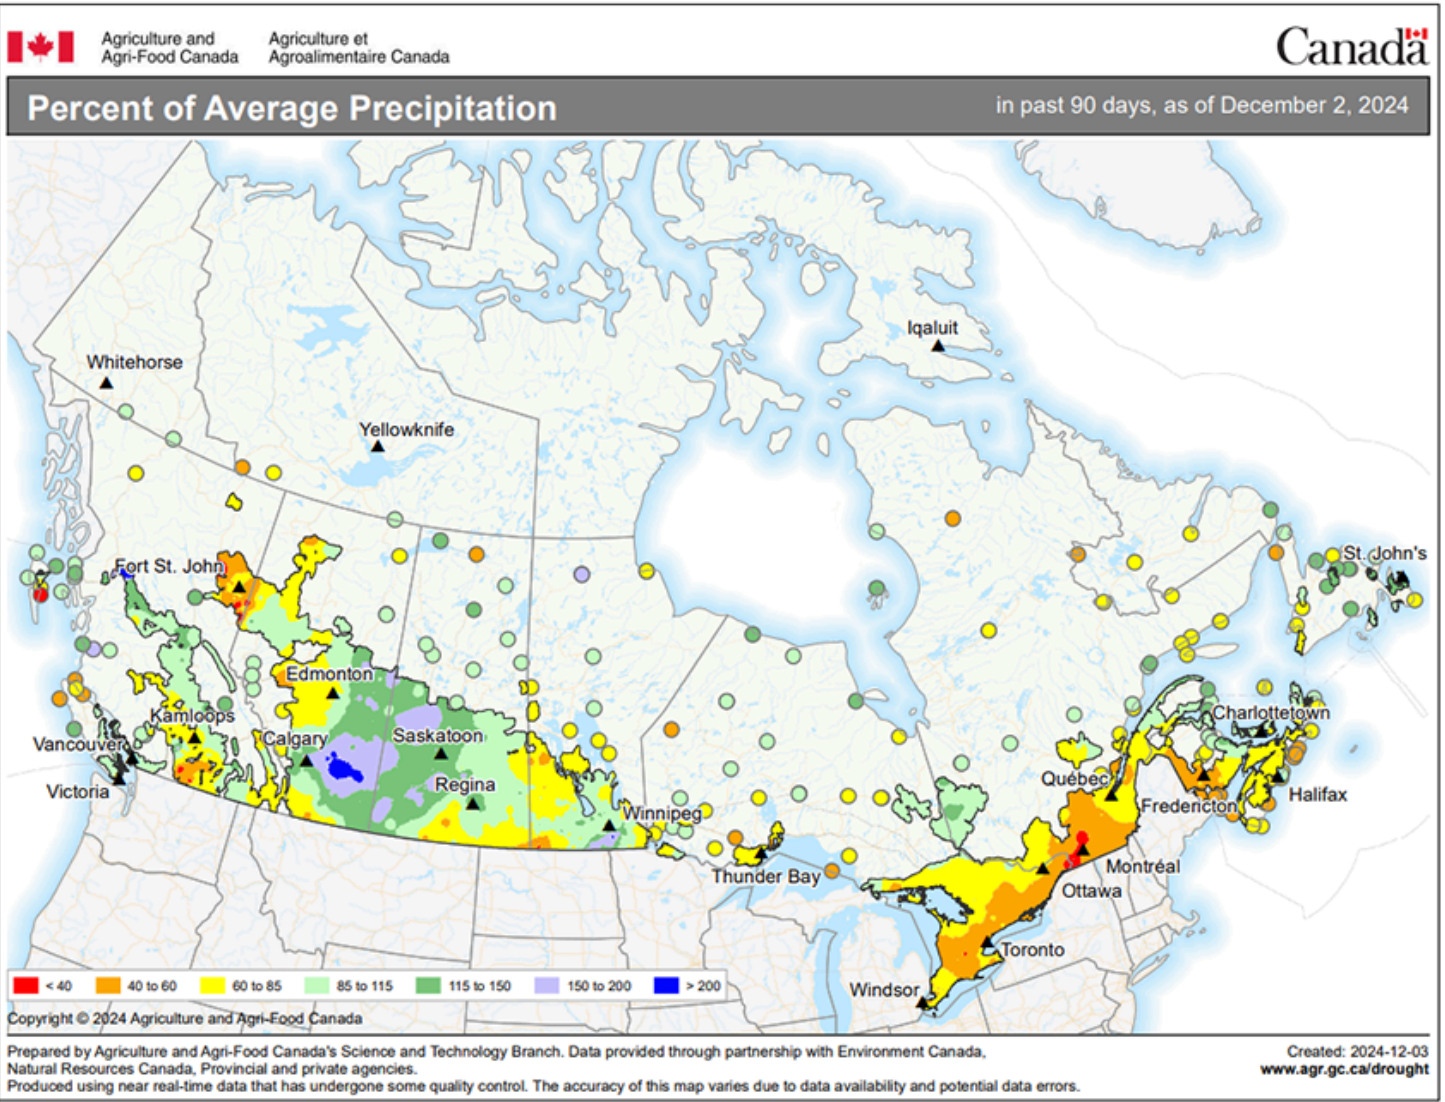 Agriculture and
Agri-Food Canada
Agriculture et
Agroalimentaire Canada
Canada
Percent of Average Precipitation
in past 90 days, as of December 2, 2024
Iqaluit
Whitehorse
Yellowknife
Fort St. John
St. John's
Edmonton
Kamloops
Charlottetown
Vancouver
Calgary
Saskatoon
Québec
Victoria
Regina
Halifax
Fredericton
Winnipeg
Montréal
Thunder Bay
Ottawa
Toronto
Windsor
< 40
40 to 60
60 to 85
85 to 115
115 to 150
150 to 200
> 200
Copyright © 2024 Agriculture and Agri-Food Canada
Prepared by Agriculture and Agri-Food Canada's Science and Technology Branch. Data provided through partnership with Environment Canada,
Natural Resources Canada, Provincial and private agencies.
Produced using near real-time data that has undergone some quality control. The accuracy of this map varies due to data availability and potential data errors.
Created: 2024-12-03
www.agr.gc.ca/drought